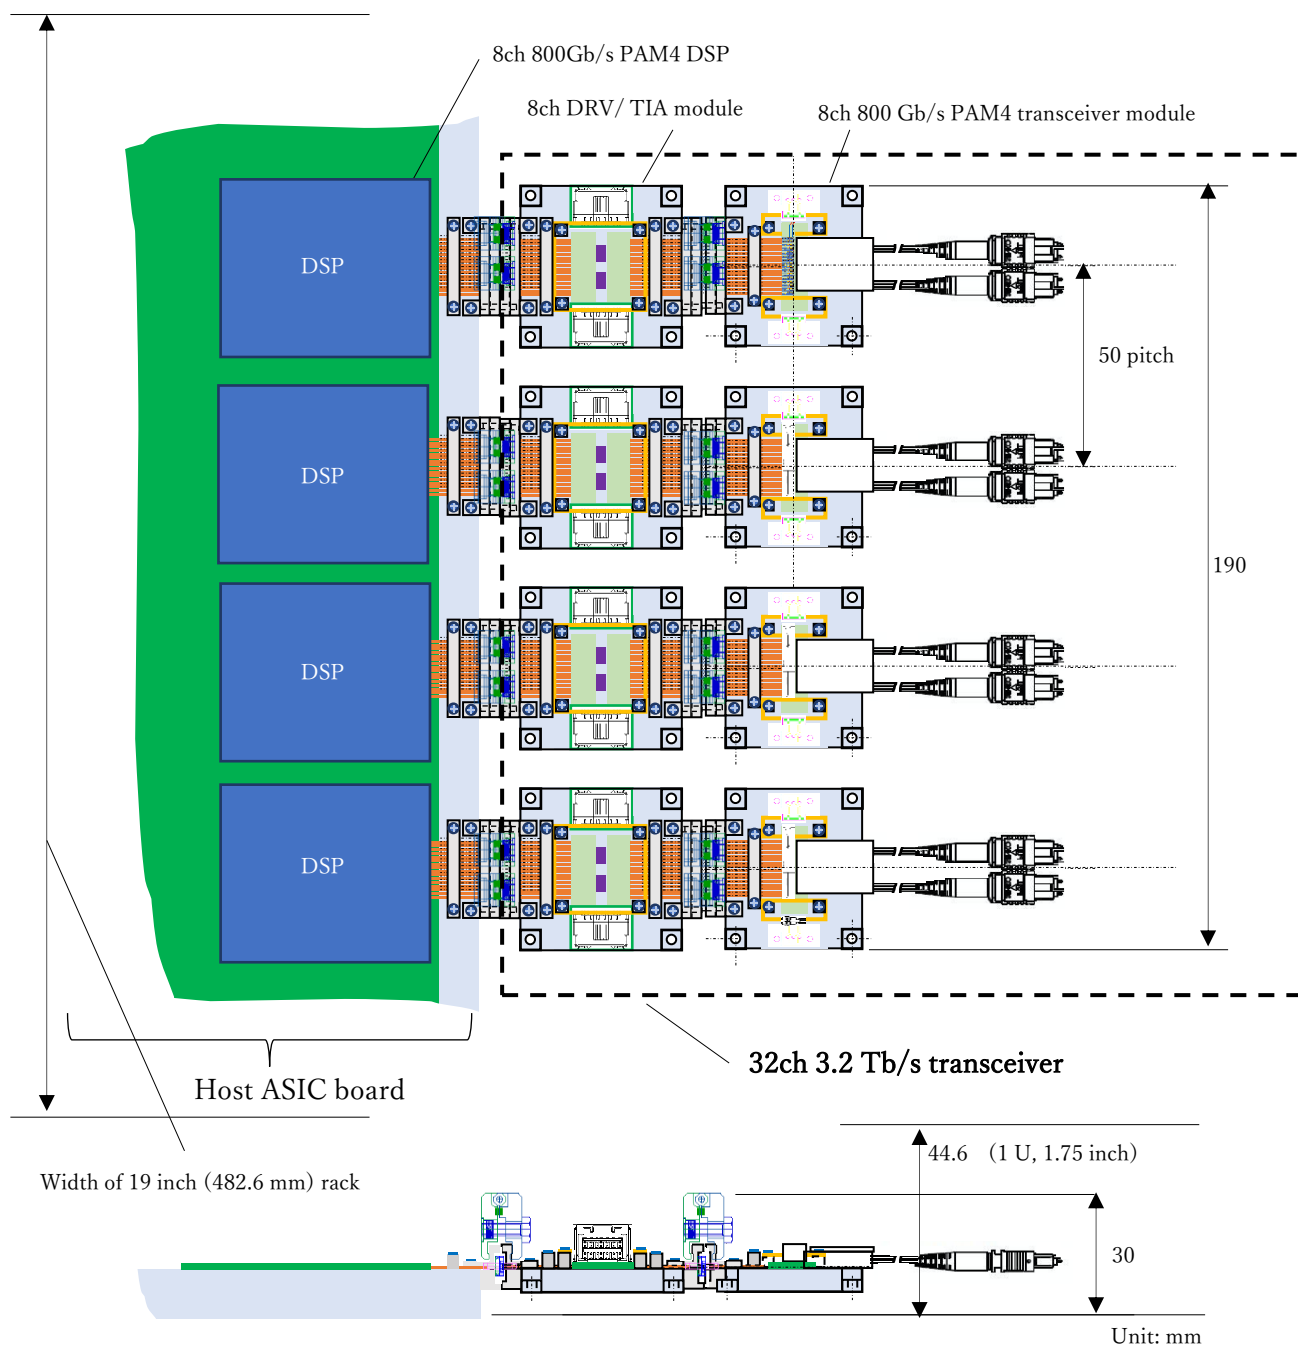 8ch 800Gb/s PAM4 DSP
8ch DRV/ TIA module
8ch 800 Gb/s PAM4 transceiver module
DSP
50 pitch
DSP
190
DSP
DSP
32ch 3.2 Tb/s transceiver
Host ASIC board
44.6 (1 U, 1.75 inch)
Width of 19 inch (482.6 mm) rack
30
Unit: mm